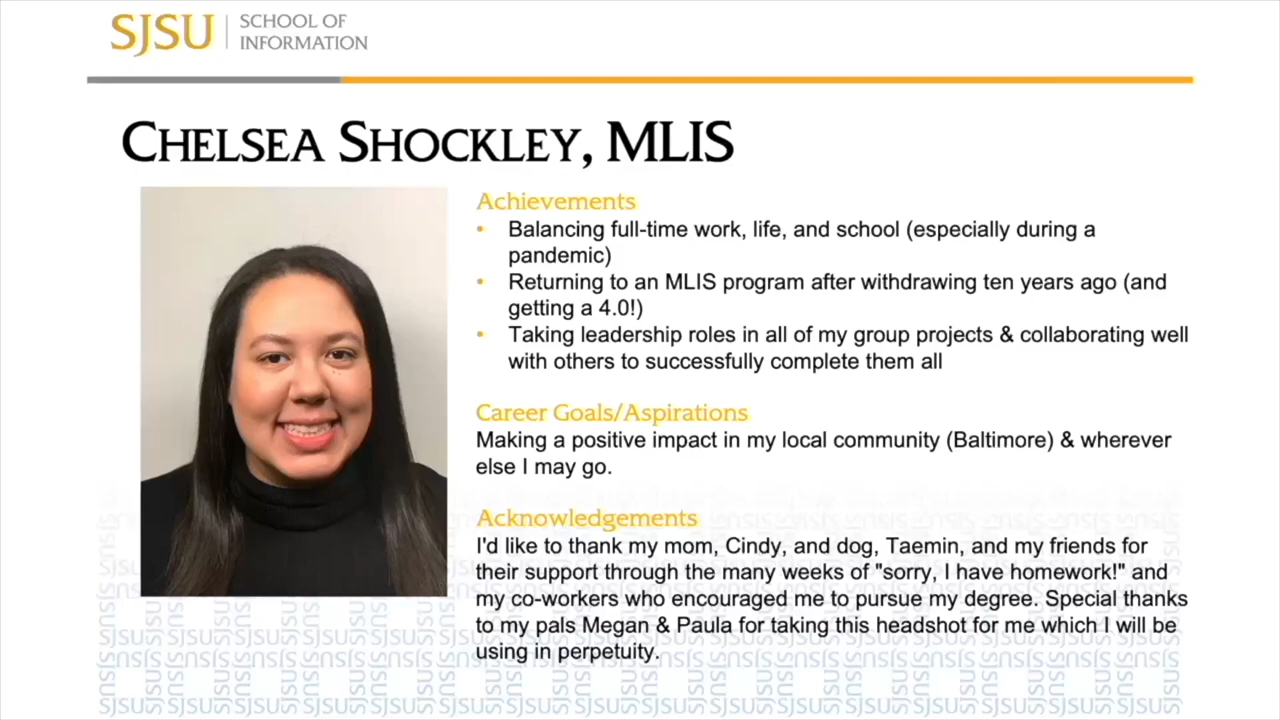 SJSU SCHOOL OF
INFORMATION
CHELSEA SHOCKLEY, MLIS
Achievements
• Balancing full-time work, life, and school (especially during a
pandemic)
• Returning to an MLIS program after withdrawing ten years ago (and
getting a 4.0!)
• Taking leadership roles in all of my group projects & collaborating well
with others to successfully complete them all
Career Goals/Aspirations
Making a positive impact in my local community (Baltimore) & wherever
else I may go.
Acknowledgements
I'd like to thank my mom, Cindy, and dog, Taemin, and my friends for
their support through the many weeks of "sorry, I have homework!" and
my co-workers who encouraged me to pursue my degree. Special thanks
to my pals Megan & Paula for taking this headshot for me which I will be
using in perpetuity.